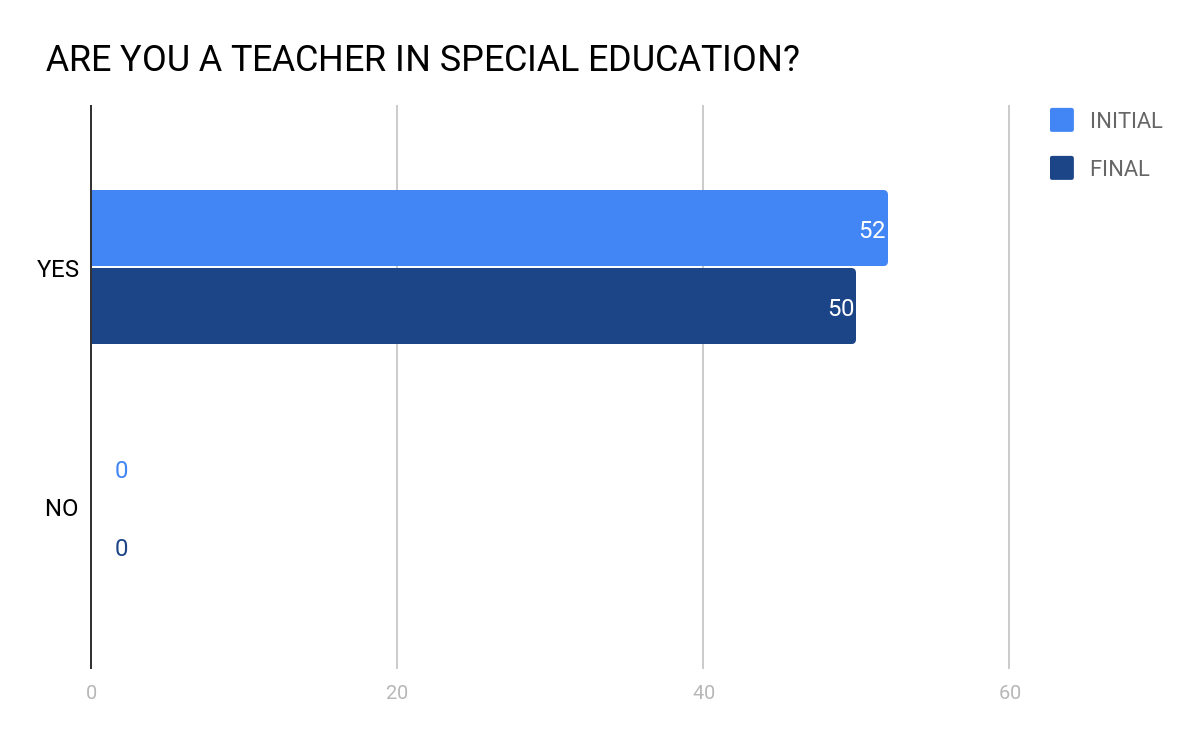 ARE YOU A TEACHER IN SPECIAL EDUCATION?
INITIAL
FINAL
YES
52
50
NO
0
0
0 20 40 60